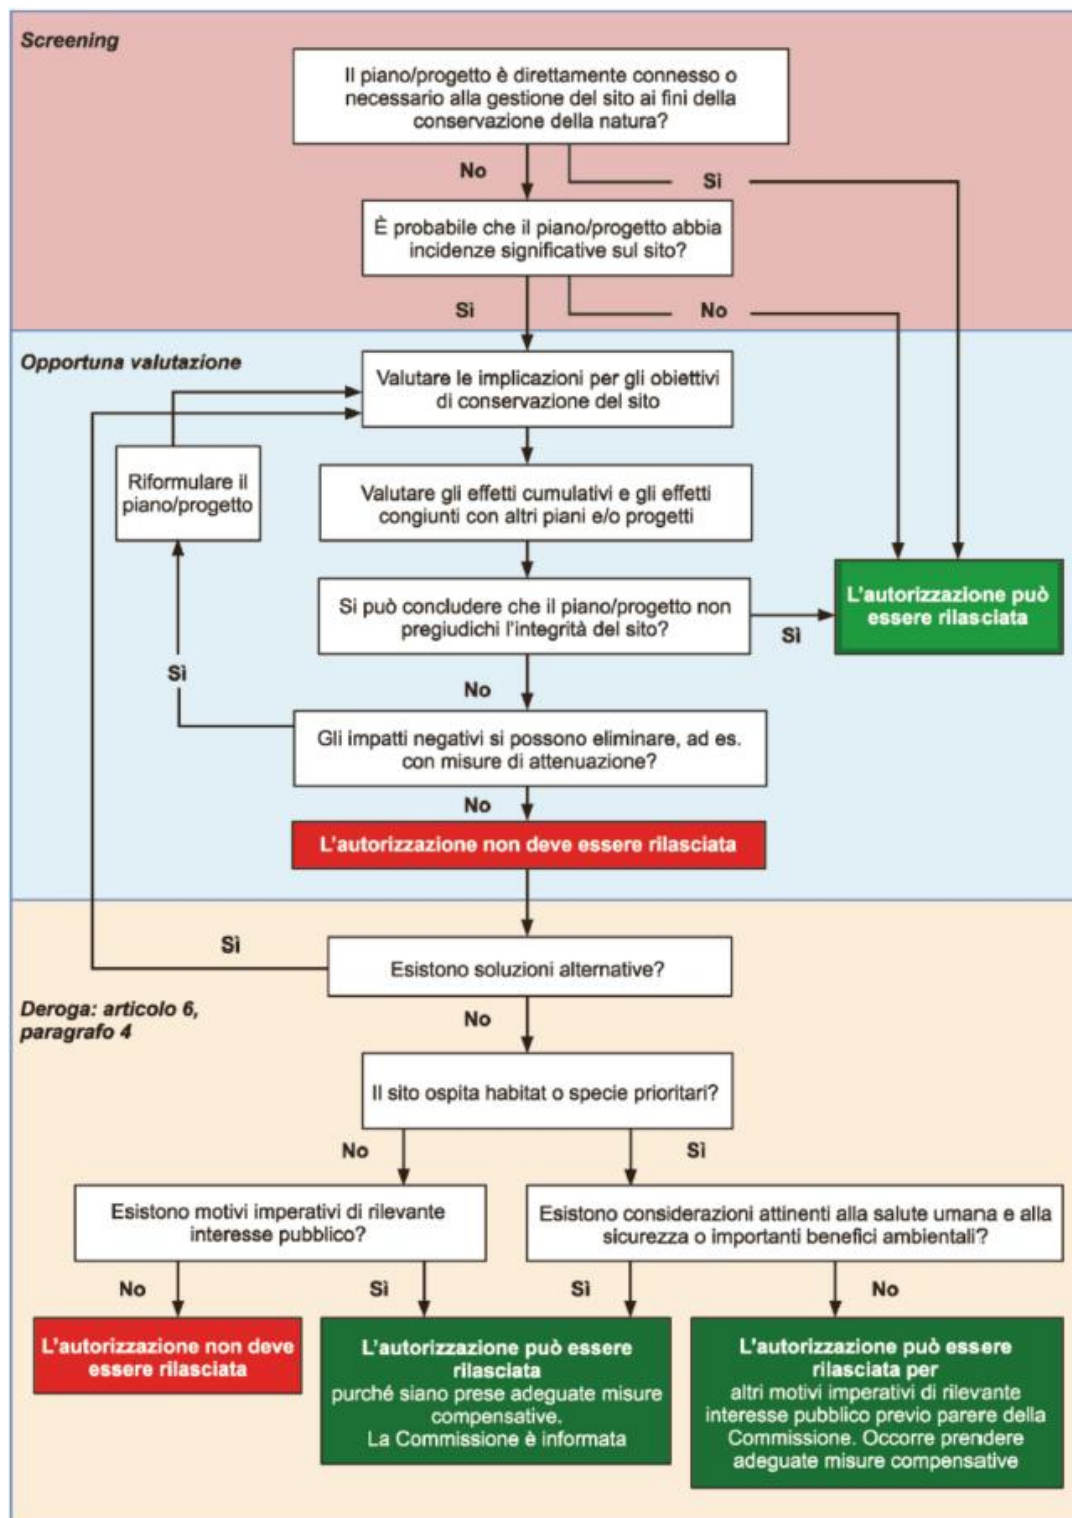 Screening
Il piano/progetto è direttamente connesso o
necessario alla gestione del sito ai fini della
conservazione della natura?
No
Sì
È probabile che il piano/progetto abbia
incidenze significative sul sito?
Sì
No
Opportuna valutazione
Valutare le implicazioni per gli obiettivi
di conservazione del sito
Riformulare il
piano/progetto
Valutare gli effetti cumulativi e gli effetti
congiunti con altri piani e/o progetti
Si può concludere che il piano/progetto non
pregiudichi l'integrità del sito?
Sì
L'autorizzazione può
essere rilasciata
Sì
No
Gli impatti negativi si possono eliminare, ad es.
con misure di attenuazione?
No
L'autorizzazione non deve essere rilasciata
Sì
Esistono soluzioni alternative?
Deroga: articolo 6,
paragrafo 4
No
Il sito ospita habitat o specie prioritari?
No
Sì
Esistono motivi imperativi di rilevante
interesse pubblico?
Esistono considerazioni attinenti alla salute umana e alla
sicurezza o importanti benefici ambientali?
No
Sì
Sì
No
L'autorizzazione non deve
essere rilasciata
L'autorizzazione può essere
rilasciata
purché siano prese adeguate misure
compensative.
La Commissione è informata
L'autorizzazione può essere
rilasciata per
altri motivi imperativi di rilevante
interesse pubblico previo parere della
Commissione. Occorre prendere
adeguate misure compensative